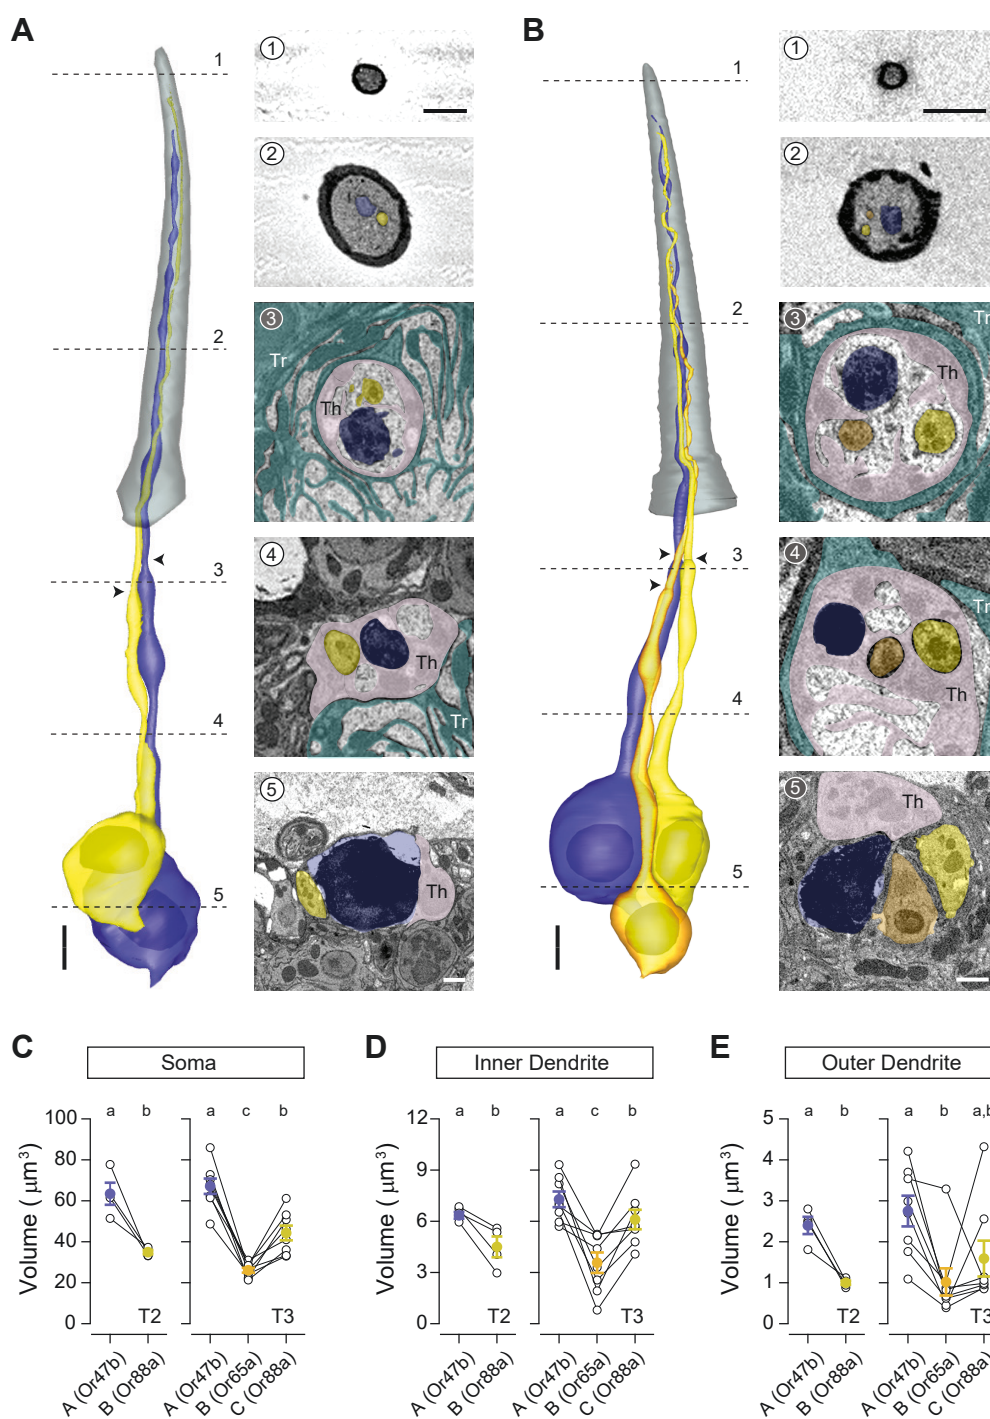 A
1
2
3
4
5
1
2
3
Tr
Th
4
Th
Tr
5
Th
B
1
2
3
4
5
1
2
3
Tr
Th
4
Tr
Th
5
Th
C
Soma
Volume ( μm³)
100
80
60
40
20
0
a b a c b
T2 T3
A (Or47b)
B (Or88a)
A (Or47b)
B (Or65a)
C (Or88a)
D
Inner Dendrite
Volume ( μm³)
12
9
6
3
0
a b a c b
T2 T3
A (Or47b)
B (Or88a)
A (Or47b)
B (Or65a)
C (Or88a)
E
Outer Dendrite
Volume ( μm³)
5
4
3
2
1
0
a b a b a,b
T2 T3
A (Or47b)
B (Or88a)
A (Or47b)
B (Or65a)
C (Or88a)